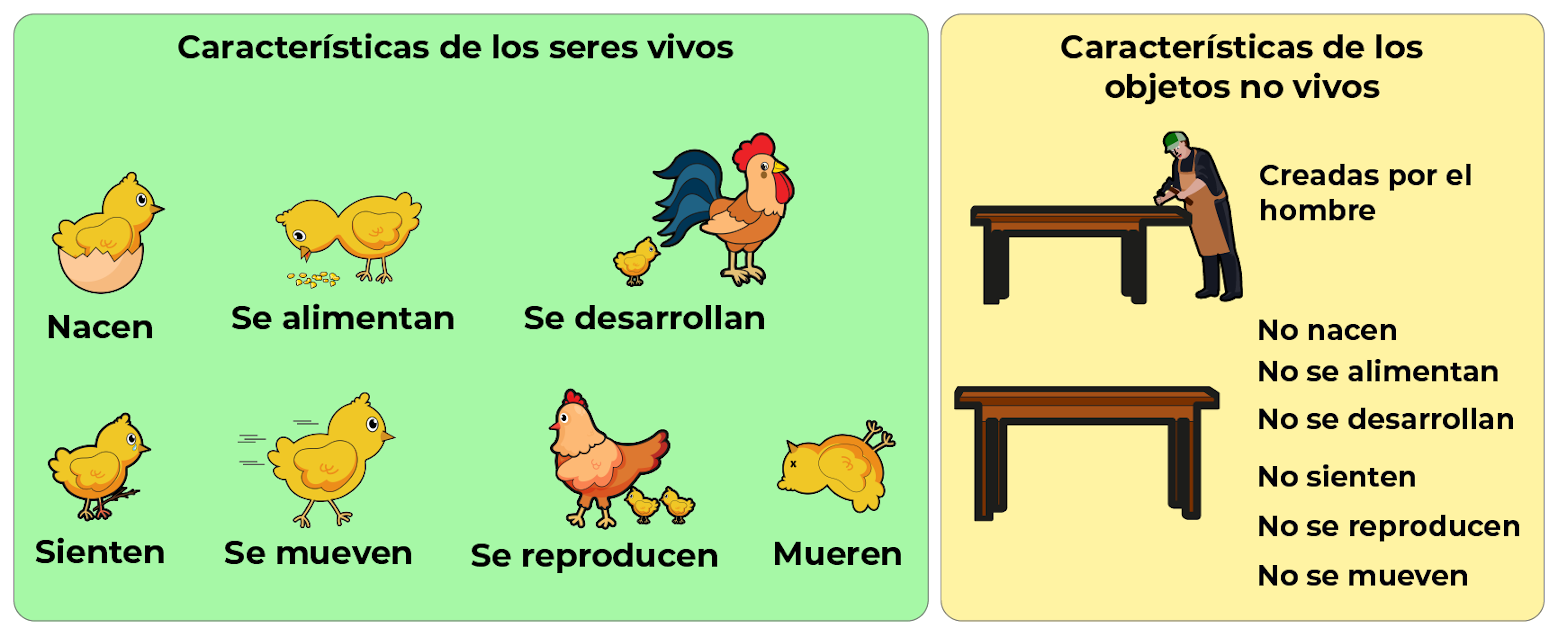 Características de los seres vivos
Nacen
Se alimentan
Se desarrollan
Sienten
Se mueven
Se reproducen
Mueren
Características de los
objetos no vivos
Creadas por el
hombre
No nacen
No se alimentan
No se desarrollan
No sienten
No se reproducen
No se mueven